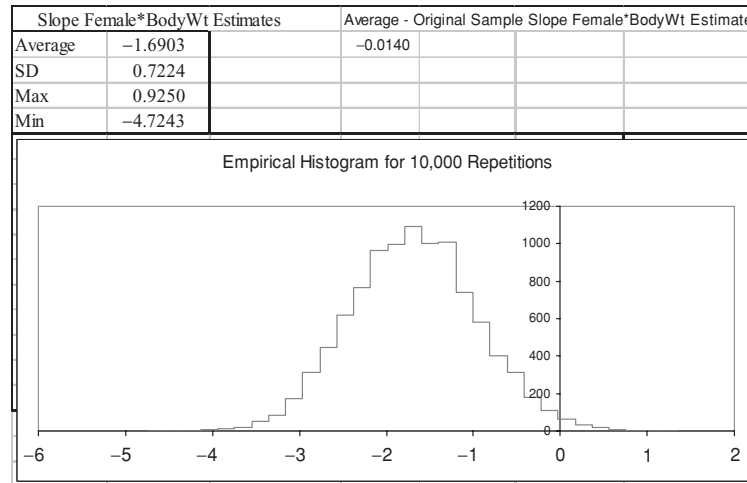 Slope Female*BodyWt Estimates Average - Original Sample Slope Female*BodyWt Estimate
Average −1.6903 −0.0140
SD 0.7224
Max 0.9250
Min −4.7243
Empirical Histogram for 10,000 Repetitions
1200
1000
800
600
400
200
0
−6 −5 −4 −3 −2 −1 0 1 2